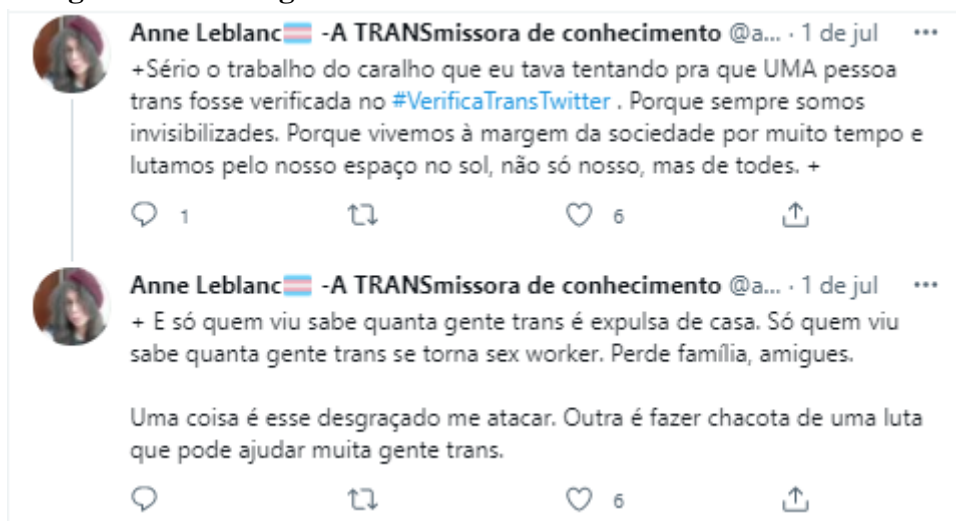 Anne Leblanc -A TRANSmissora de conhecimento @a... · 1 de jul ...
+Sério o trabalho do caralho que eu tava tentando pra que UMA pessoa
trans fosse verificada no #VerificaTransTwitter . Porque sempre somos
invisibilizades. Porque vivemos à margem da sociedade por muito tempo e
lutamos pelo nosso espaço no sol, não só nosso, mas de todes. +
1 6
Anne Leblanc -A TRANSmissora de conhecimento @a... · 1 de jul ...
+ E só quem viu sabe quanta gente trans é expulsa de casa. Só quem viu
sabe quanta gente trans se torna sex worker. Perde família, amigues.
Uma coisa é esse desgraçado me atacar. Outra é fazer chacota de uma luta
que pode ajudar muita gente trans.
6